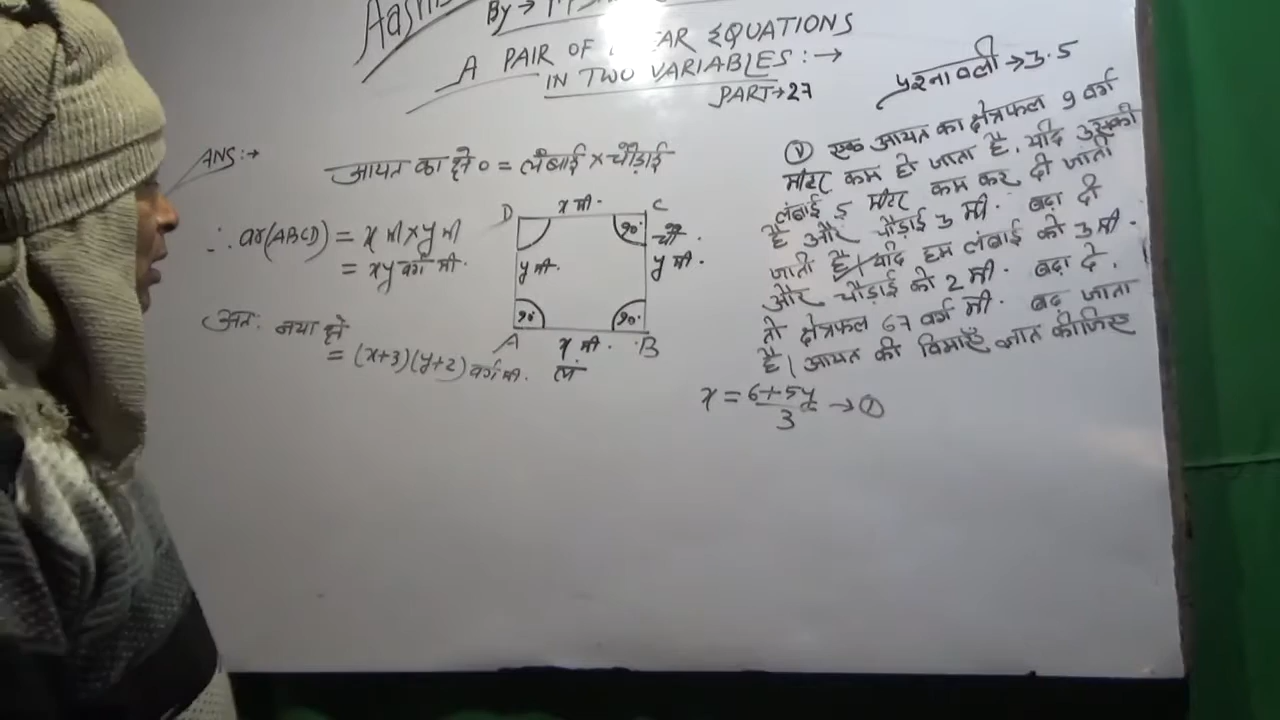 By →
A PAIR OF EQUATIONS
IN TWO VARIABLES : →
PART→27
प्रश्नावली →3.5
ANS :→
आयत का क्षे० = लंबाई × चौड़ाई
∴ ar(ABCD) = x मी × y मी
= xy वर्ग मी.
अतः नया क्षे
= (x+3)(y+2) वर्ग मी.
D x मी. C
90°
चौ.
y मी. y मी.
90° 90°
A x मी. B
लं
एक आयत का क्षेत्रफल 9 वर्ग
मीटर कम हो जाता है, यदि उसकी
लंबाई 5 मीटर कम कर दी जाती
है और चौड़ाई 3 मी. बढ़ा दी
जाती है। यदि हम लंबाई को 3 मी.
और चौड़ाई को 2 मी. बढ़ा दे,
तो क्षेत्रफल 67 वर्ग मी. बढ़ जाता
है। आयत की विमाएँ ज्ञात कीजिए
x = 6+5y
3 → ①